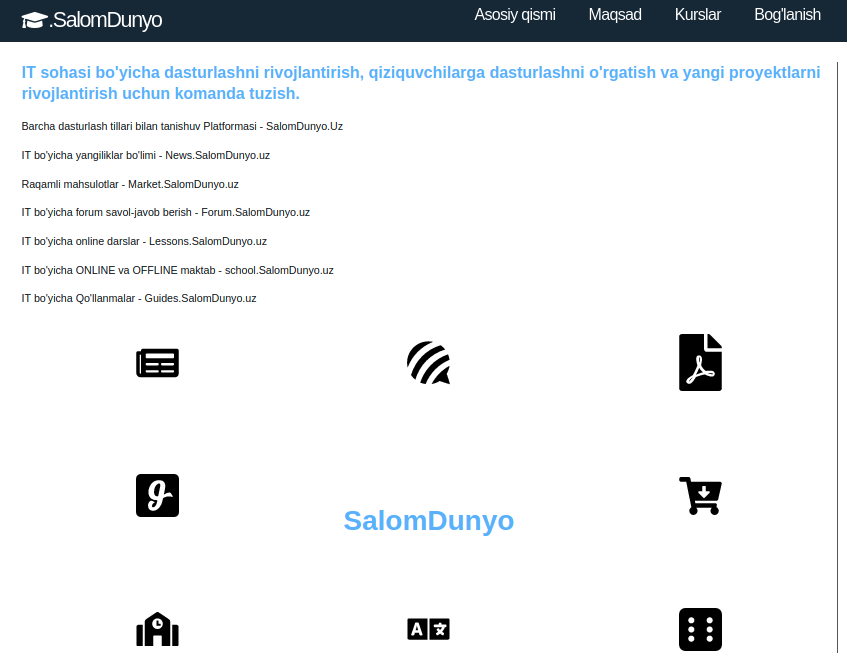 .SalomDunyo
Asosiy qismi Maqsad Kurslar Bog'lanish
IT sohasi bo'yicha dasturlashni rivojlantirish, qiziquvchilarga dasturlashni o'rgatish va yangi proyektlarni
rivojlantirish uchun komanda tuzish.
Barcha dasturlash tillari bilan tanishuv Platformasi - SalomDunyo.Uz
IT bo'yicha yangiliklar bo'limi - News.SalomDunyo.uz
Raqamli mahsulotlar - Market.SalomDunyo.uz
IT bo'yicha forum savol-javob berish - Forum.SalomDunyo.uz
IT bo'yicha online darslar - Lessons.SalomDunyo.uz
IT bo'yicha ONLINE va OFFLINE maktab - school.SalomDunyo.uz
IT bo'yicha Qo'llanmalar - Guides.SalomDunyo.uz
g
SalomDunyo
A 文